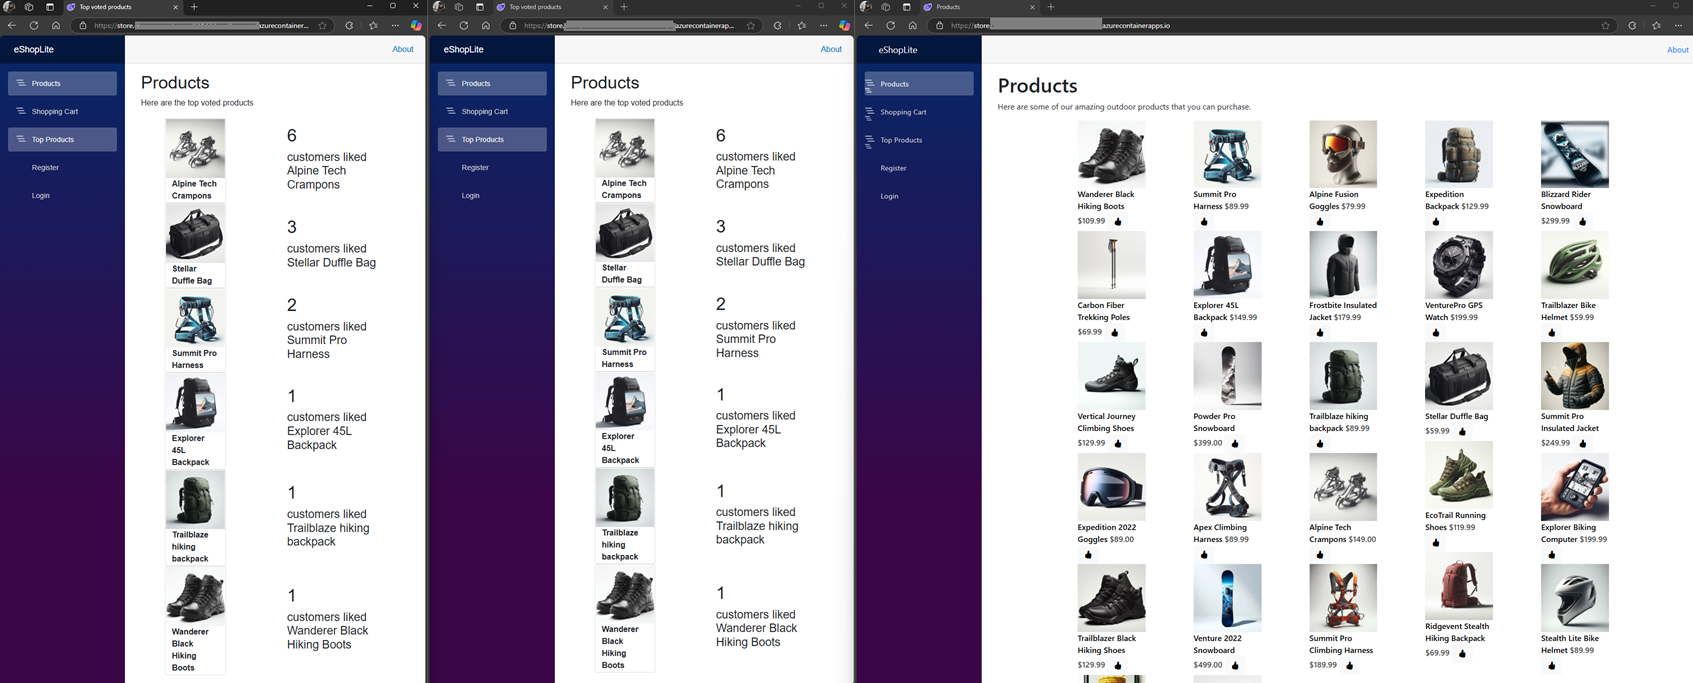 Top voted products
https://store.
azurecontainer...
eShopLite
About
Products
Shopping Cart
Top Products
Register
Login
Products
Here are the top voted products
Alpine Tech
Crampons
6
customers liked
Alpine Tech
Crampons
Stellar
Duffle Bag
3
customers liked
Stellar Duffle Bag
Summit Pro
Harness
2
customers liked
Summit Pro
Harness
Explorer
45L
Backpack
1
customers liked
Explorer 45L
Backpack
Trailblaze
hiking
backpack
1
customers liked
Trailblaze hiking
backpack
Wanderer
Black
Hiking
Boots
1
customers liked
Wanderer Black
Hiking Boots
Top voted products
https://store.
azurecontainerap...
eShopLite
About
Products
Shopping Cart
Top Products
Register
Login
Products
Here are the top voted products
Alpine Tech
Crampons
6
customers liked
Alpine Tech
Crampons
Stellar
Duffle Bag
3
customers liked
Stellar Duffle Bag
Summit Pro
Harness
2
customers liked
Summit Pro
Harness
Explorer
45L
Backpack
1
customers liked
Explorer 45L
Backpack
Trailblaze
hiking
backpack
1
customers liked
Trailblaze hiking
backpack
Wanderer
Black
Hiking
Boots
1
customers liked
Wanderer Black
Hiking Boots
Products
https://store.
azurecontainerapps.io
eShopLite
About
Products
Shopping Cart
Top Products
Register
Login
Products
Here are some of our amazing outdoor products that you can purchase.
Wanderer Black
Hiking Boots
$109.99
Summit Pro
Harness $89.99
Alpine Fusion
Goggles $79.99
Expedition
Backpack $129.99
Blizzard Rider
Snowboard
$299.99
Carbon Fiber
Trekking Poles
$69.99
Explorer 45L
Backpack $149.99
Frostbite Insulated
Jacket $179.99
VenturePro GPS
Watch $199.99
Trailblazer Bike
Helmet $59.99
Vertical Journey
Climbing Shoes
$129.99
Powder Pro
Snowboard
$399.00
Trailblaze hiking
backpack $89.99
Stellar Duffle Bag
$59.99
Summit Pro
Insulated Jacket
$249.99
Expedition 2022
Goggles $89.00
Apex Climbing
Harness $89.99
Alpine Tech
Crampons $149.00
EcoTrail Running
Shoes $119.99
Explorer Biking
Computer $199.99
Trailblazer Black
Hiking Shoes
$129.99
Venture 2022
Snowboard
$499.00
Summit Pro
Climbing Harness
$189.99
Ridgevent Stealth
Hiking Backpack
$69.99
Stealth Lite Bike
Helmet $89.99